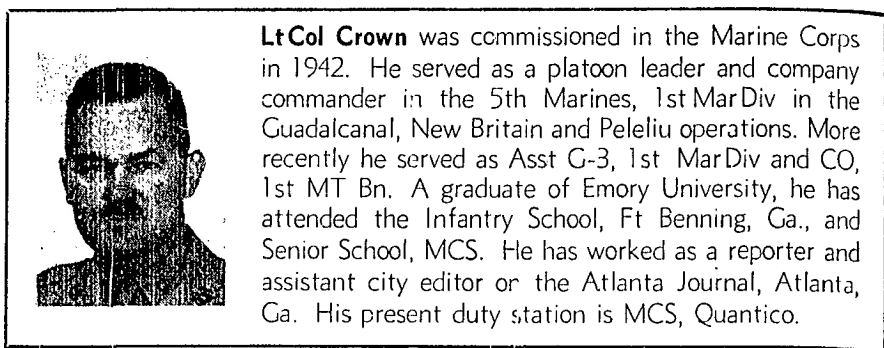 LtCol Crown was commissioned in the Marine Corps
in 1942. He served as a platoon leader and company
commander in the 5th Marines, 1st MarDiv in the
Guadalcanal, New Britain and Peleliu operations. More
recently he served as Asst G-3, 1st MarDiv and CO,
1st MT Bn. A graduate of Emory University, he has
attended the Infantry School, Ft Benning, Ga., and
Senior School, MCS. He has worked as a reporter and
assistant city editor on the Atlanta Journal, Atlanta,
Ga. His present duty station is MCS, Quantico.